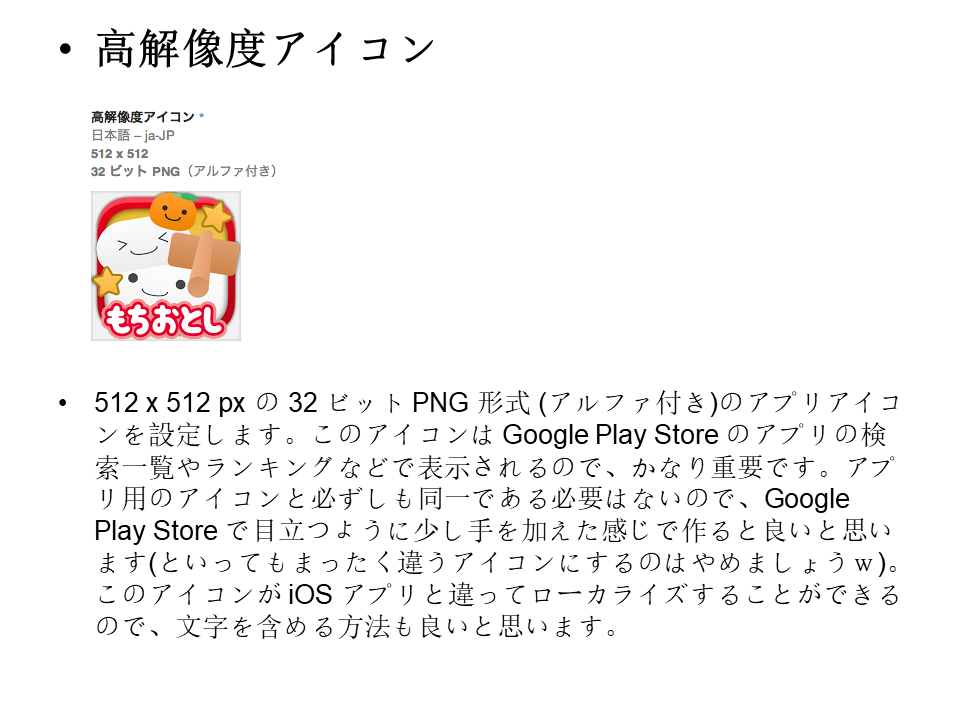 • 高解像度アイコン
高解像度アイコン *
日本語 – ja-JP
512 x 512
32 ビット PNG（アルファ付き）
もちおとし
• 512 x 512 px の 32 ビット PNG 形式 (アルファ付き)のアプリアイコ
ンを設定します。このアイコンは Google Play Store のアプリの検
索一覧やランキングなどで表示されるので、かなり重要です。アプ
リ用のアイコンと必ずしも同一である必要はないので、Google
Play Store で目立つように少し手を加えた感じで作ると良いと思い
ます(といってもまったく違うアイコンにするのはやめましょうｗ)。
このアイコンが iOS アプリと違ってローカライズすることができる
ので、文字を含める方法も良いと思います。